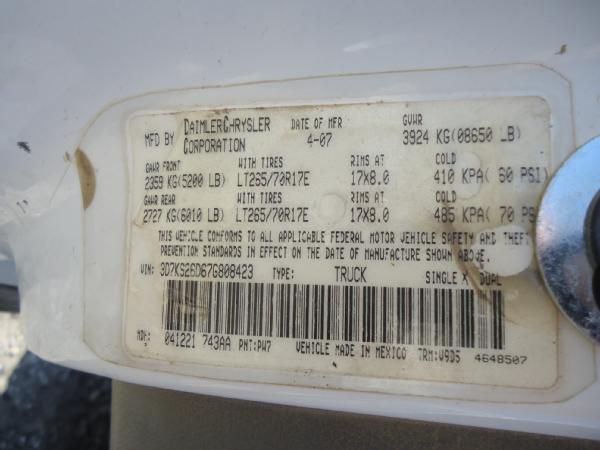 MFD BY DAIMLERCHRYSLER CORPORATION DATE OF MFR 4-07 GVWR 3924 KG(08650 LB)
GAWR FRONT WITH TIRES RIMS AT COLD
2359 KG(5200 LB) LT265/70R17E 17X8.0 410 KPA( 60 PSI)
GAWR REAR WITH TIRES RIMS AT COLD
2727 KG(6010 LB) LT265/70R17E 17X8.0 485 KPA( 70 PSI)
THIS VEHICLE CONFORMS TO ALL APPLICABLE FEDERAL MOTOR VEHICLE SAFETY AND THEFT
PREVENTION STANDARDS IN EFFECT ON THE DATE OF MANUFACTURE SHOWN ABOVE.
VIN: 3D7KS26D67G808423 TYPE: TRUCK SINGLE X DUAL
MDH: 041221 743AA PNT: PW7 VEHICLE MADE IN MEXICO TRM: V9D5 4648507